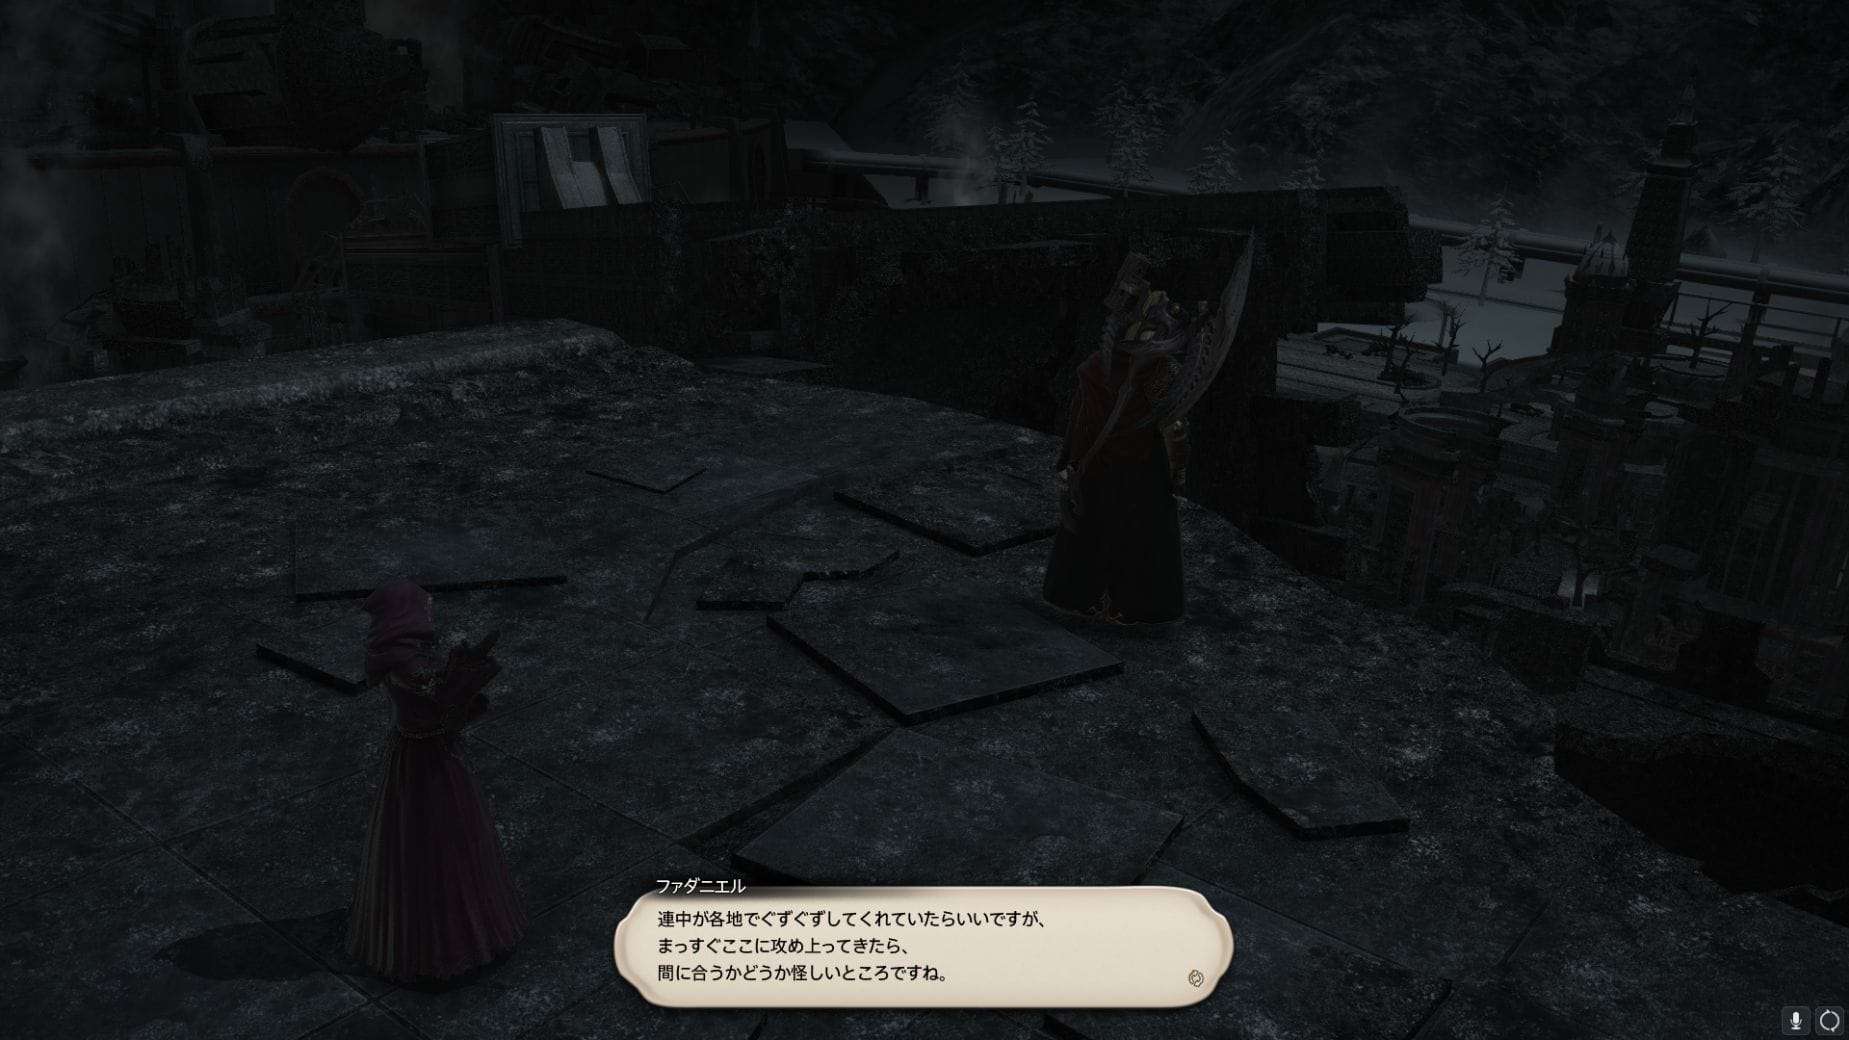 ファダニエル
連中が各地でぐずぐずしてくれていたらいいですが、
まっすぐここに攻め上ってきたら、
間に合うかどうか怪しいところですね。